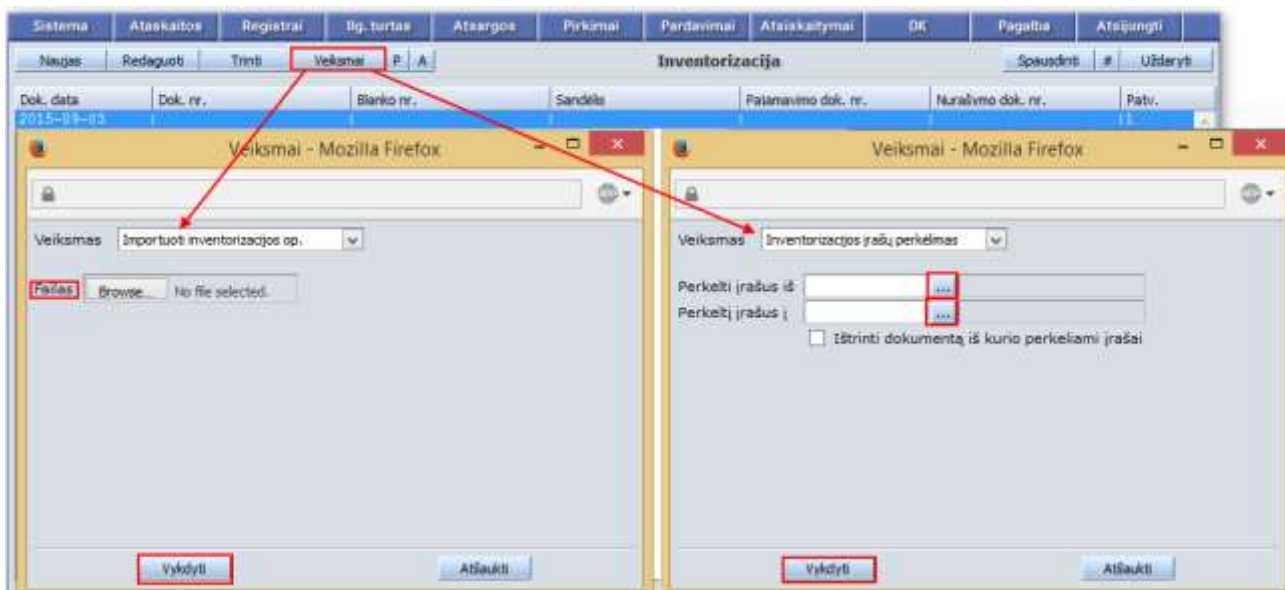 Sistema Ataskaitos Registrai Ilg. turtas Atsargos Pirkimai Pardavimai Atsiskaitymai DK Pagalba Atsijungti
Naujas Redaguoti Trinti Veiksmai P A Inventorizacija Spausdinti # Uždaryti
Dok. data Dok. nr. Blanko nr. Sandėlis Pajamavimo dok. nr. Nurašymo dok. nr. Patv.
2015-09-03 1
Veiksmai - Mozilla Firefox
Veiksmas Importuoti inventorizacijos op.
Failas Browse... No file selected.
Vykdyti Atšaukti
Veiksmai - Mozilla Firefox
Veiksmas Inventorizacijos įrašų perkėlimas
Perkelti įrašus iš ...
Perkeltį įrašus į ...
Ištrinti dokumentą iš kurio perkeliami įrašai
Vykdyti Atšaukti